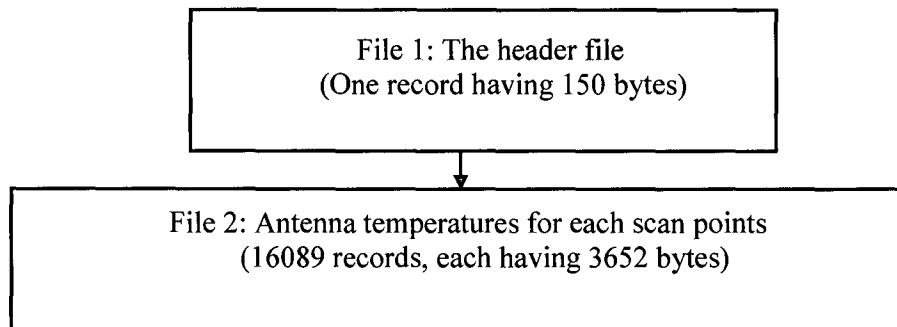 File 1: The header file
(One record having 150 bytes)
File 2: Antenna temperatures for each scan points
(16089 records, each having 3652 bytes)